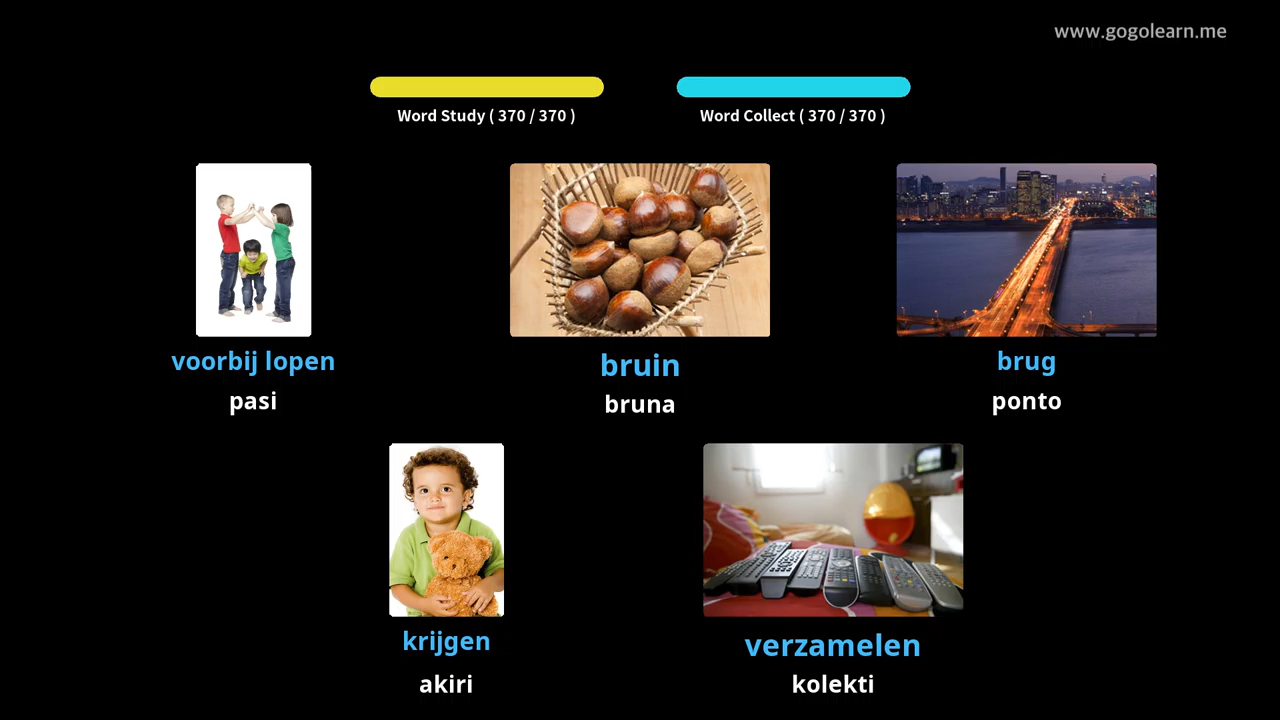 www.gogolearn.me
Word Study ( 370 / 370 )
Word Collect ( 370 / 370 )
voorbij lopen
pasi
bruin
bruna
brug
ponto
krijgen
akiri
verzamelen
kolekti